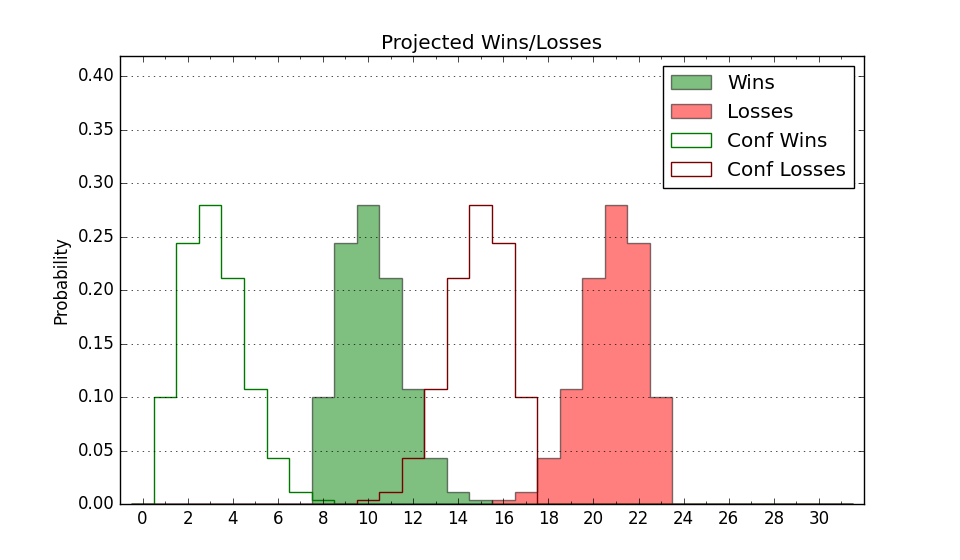 Projected Wins/Losses
0.40
0.35
0.30
0.25
0.20
0.15
0.10
0.05
0.00
Probability
Wins
Losses
Conf Wins
Conf Losses
0 2 4 6 8 10 12 14 16 18 20 22 24 26 28 30